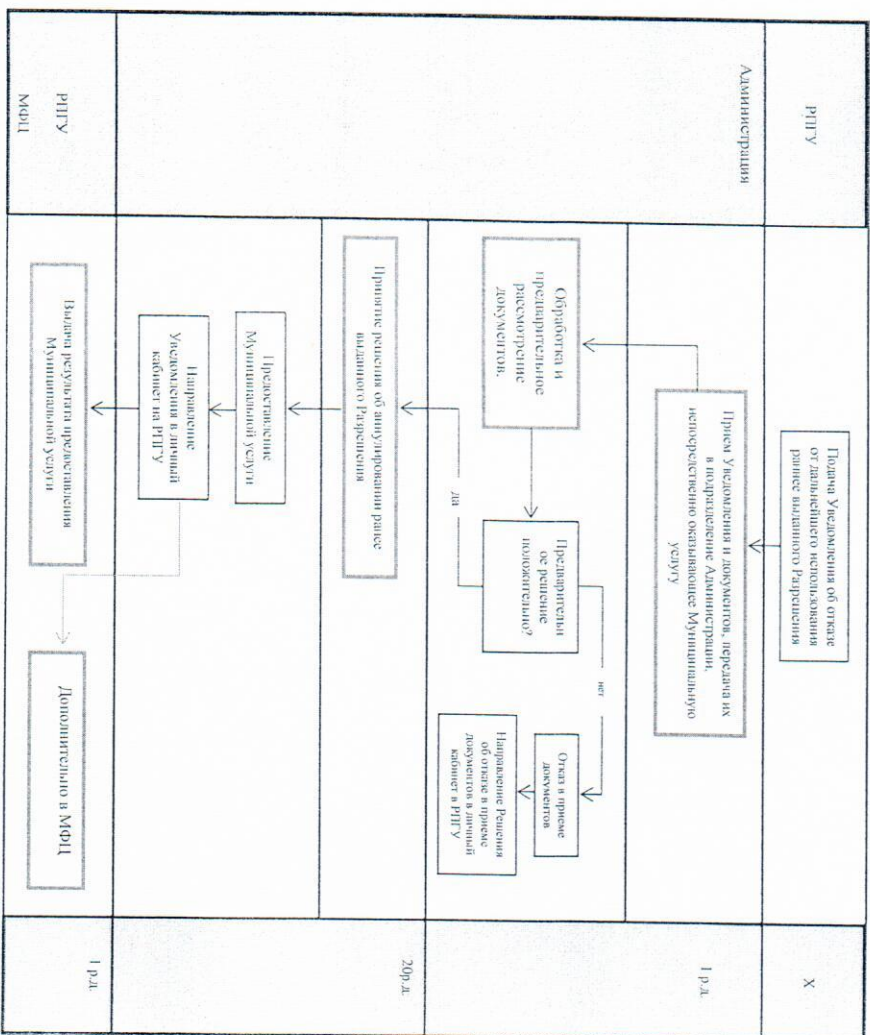 РПГУ
Подача Уведомления об отказе
от дальнейшего использования
раннее выданного Разрешения
X
Администрация
Прием Уведомления и документов, передача их
в подразделение Администрации,
непосредственно оказывающее Муниципальную
услугу
1 р.д.
Обработка и
предварительное
рассмотрение
документов.
Предварительн
ое решение
положительно?
нет
да
Отказ в приеме
документов
Направление Решения
об отказе в приеме
документов в личный
кабинет в РПГУ
20р.д.
Принятие решения об аннулировании ранее
выданного Разрешения
Предоставление
Муниципальной услуги
Направление
Уведомления в личный
кабинет на РПГУ
РПГУ
МФЦ
Выдача результата предоставления
Муниципальной услуги
Дополнительно в МФЦ
1 р.д.